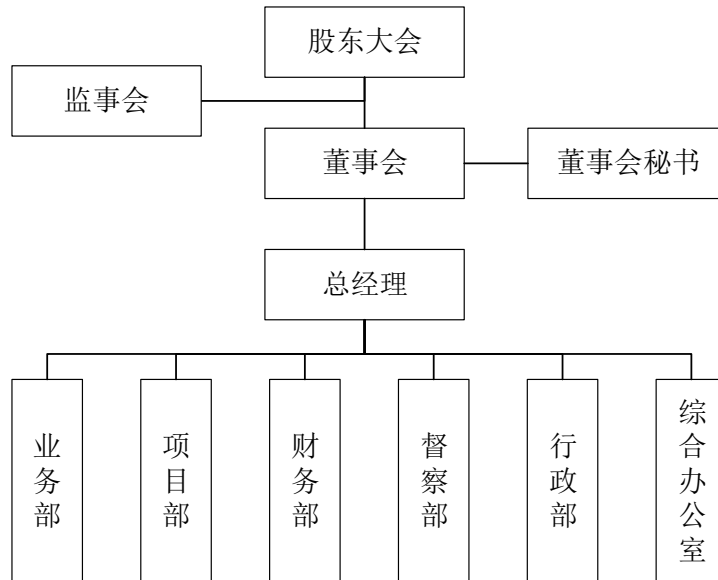 股东大会
监事会
董事会
董事会秘书
总经理
业务部
项目部
财务部
督察部
行政部
综合办公室